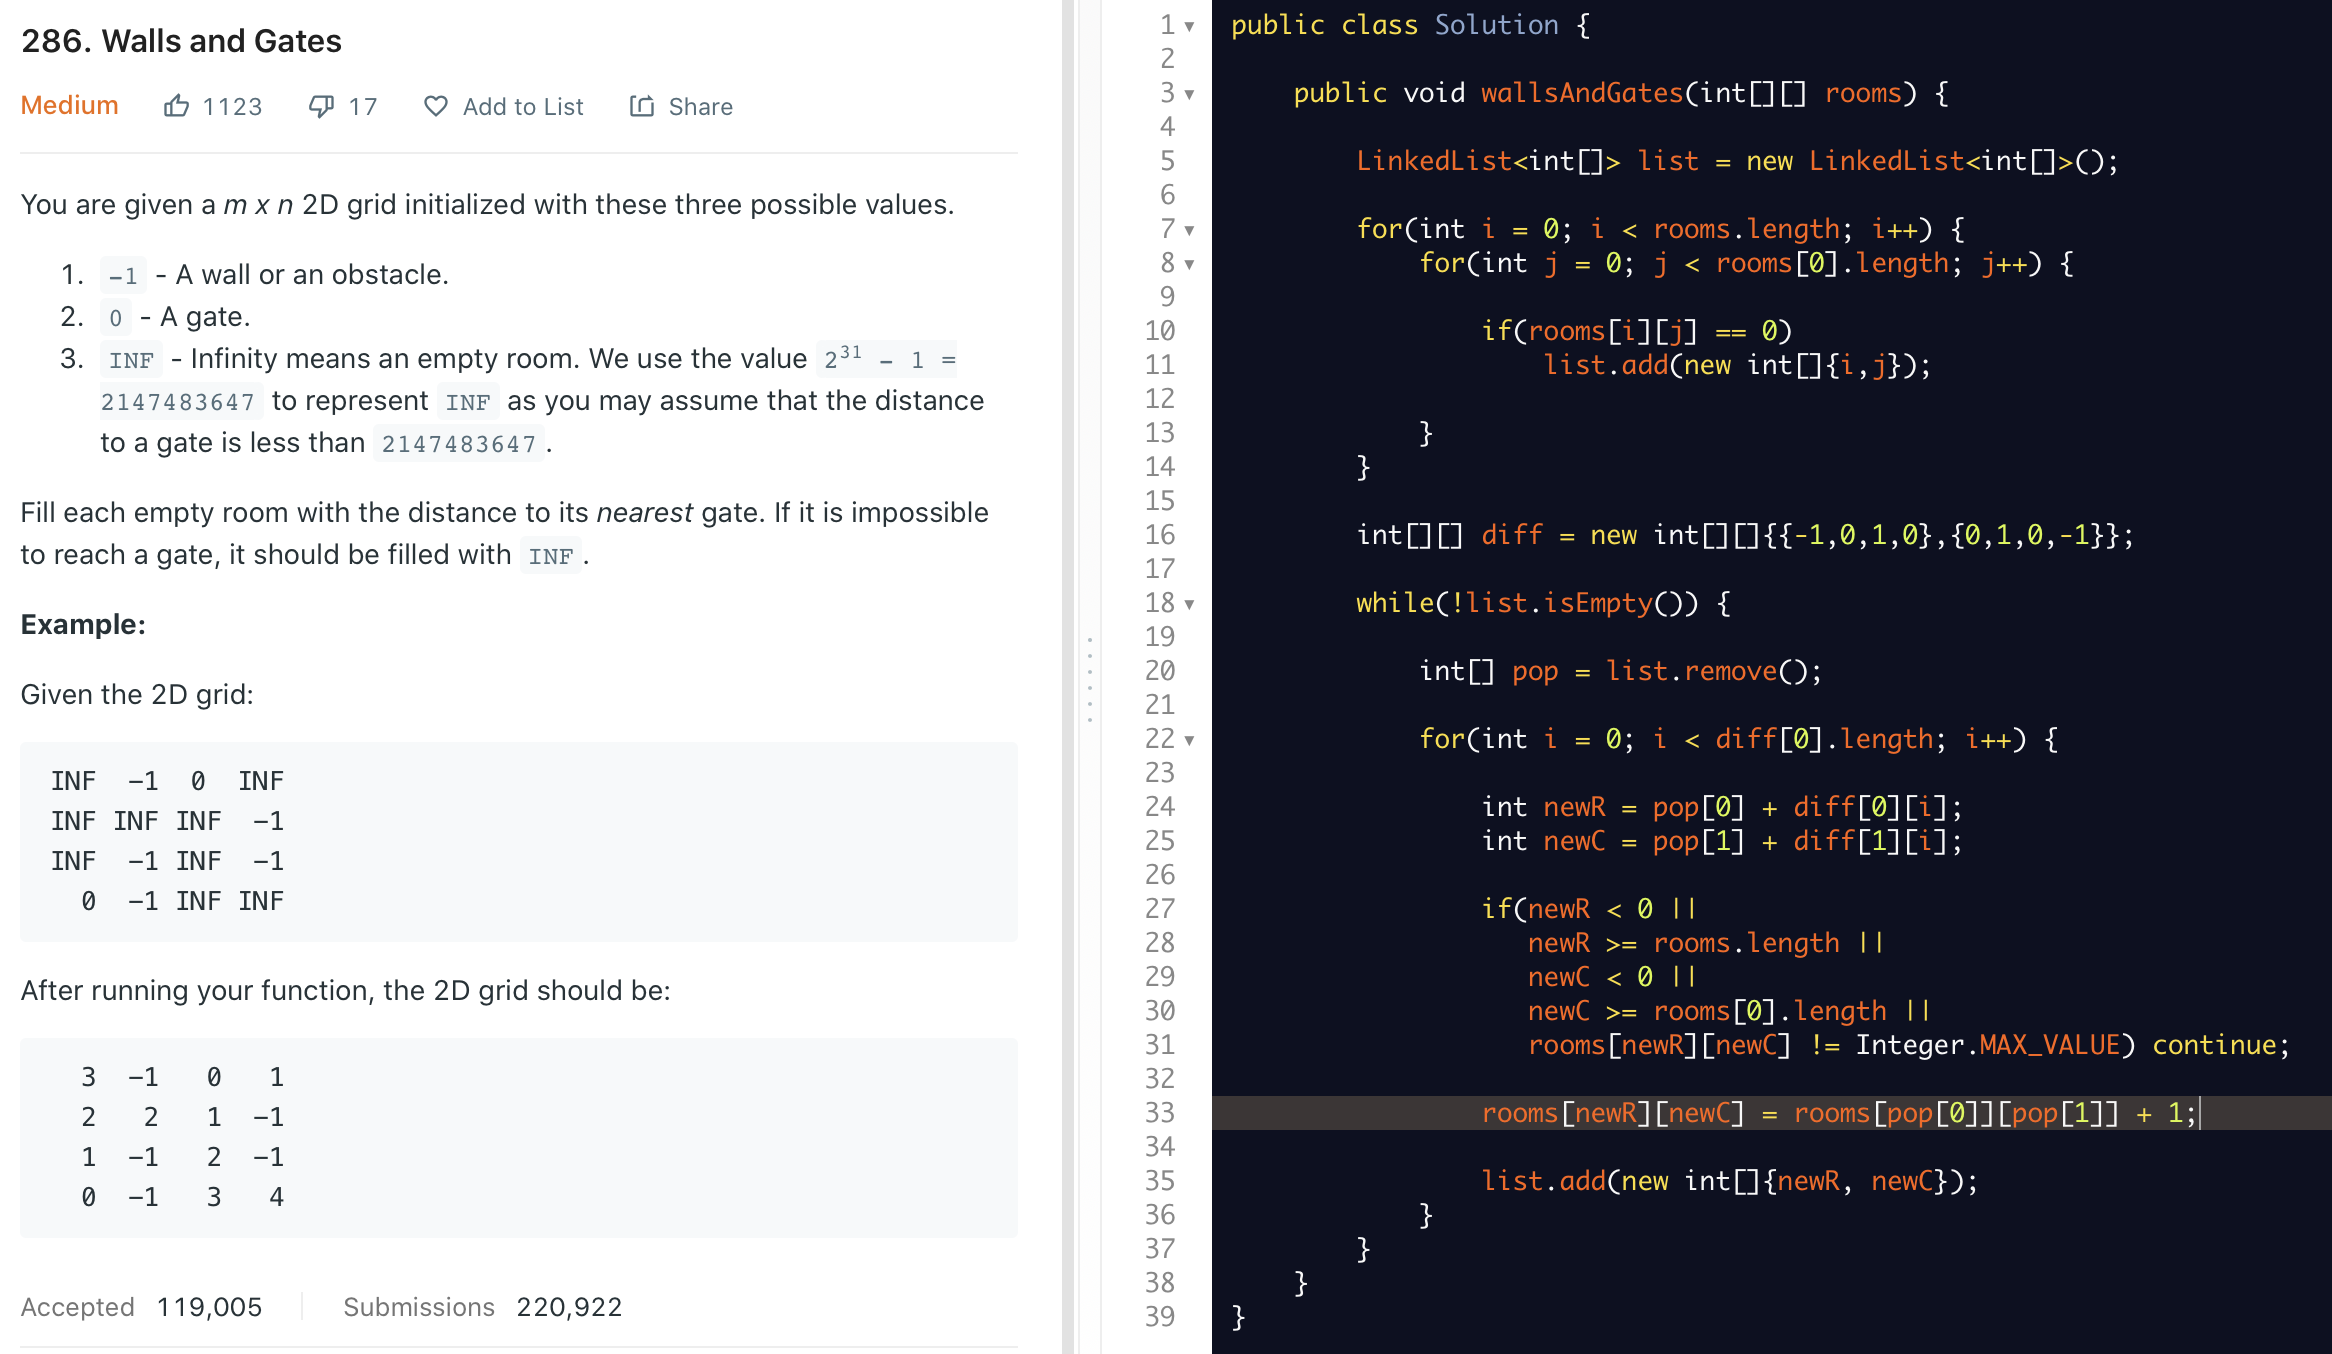 286. Walls and Gates
Medium 1123 17 Add to List Share
You are given a m x n 2D grid initialized with these three possible values.
1. -1 - A wall or an obstacle.
2. 0 - A gate.
3. INF - Infinity means an empty room. We use the value 2^31 - 1 =
2147483647 to represent INF as you may assume that the distance
to a gate is less than 2147483647.
Fill each empty room with the distance to its nearest gate. If it is impossible
to reach a gate, it should be filled with INF.
Example:
Given the 2D grid:
INF  -1  0  INF
INF INF INF  -1
INF  -1 INF  -1
  0  -1 INF INF
After running your function, the 2D grid should be:
  3  -1   0   1
  2   2   1  -1
  1  -1   2  -1
  0  -1   3   4
Accepted 119,005 Submissions 220,922
1 public class Solution {
2
3     public void wallsAndGates(int[][] rooms) {
4
5         LinkedList<int[]> list = new LinkedList<int[]>();
6
7         for(int i = 0; i < rooms.length; i++) {
8             for(int j = 0; j < rooms[0].length; j++) {
9
10                 if(rooms[i][j] == 0)
11                     list.add(new int[]{i,j});
12
13             }
14         }
15
16         int[][] diff = new int[][]{{-1,0,1,0},{0,1,0,-1}};
17
18         while(!list.isEmpty()) {
19
20             int[] pop = list.remove();
21
22             for(int i = 0; i < diff[0].length; i++) {
23
24                 int newR = pop[0] + diff[0][i];
25                 int newC = pop[1] + diff[1][i];
26
27                 if(newR < 0 ||
28                    newR >= rooms.length ||
29                    newC < 0 ||
30                    newC >= rooms[0].length ||
31                    rooms[newR][newC] != Integer.MAX_VALUE) continue;
32
33                 rooms[newR][newC] = rooms[pop[0]][pop[1]] + 1;
34
35                 list.add(new int[]{newR, newC});
36             }
37         }
38     }
39 }